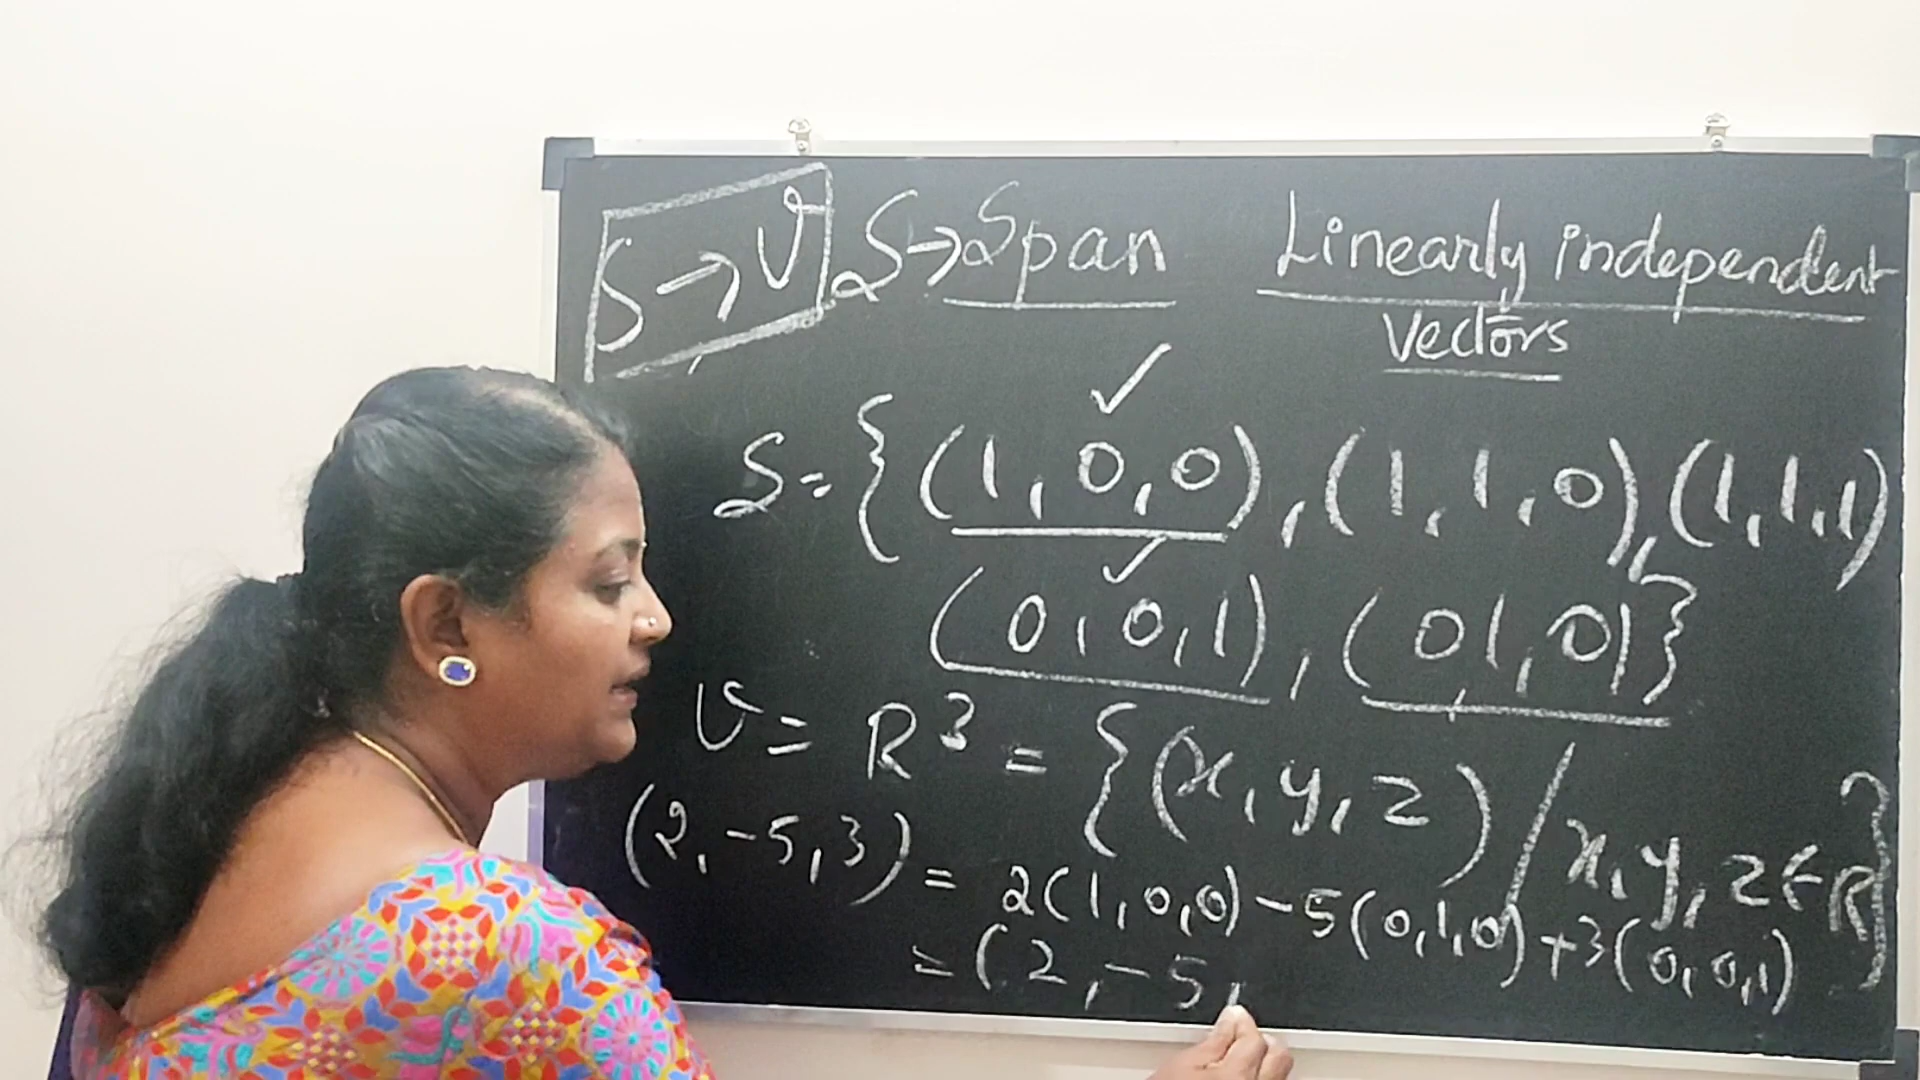 S → V S → Span Linearly independent
vectors
S = { (1, 0, 0), (1, 1, 0), (1, 1, 1)
(0, 0, 1), (0 1, 0) }
V = R³ = { (x, y, z) / x, y, z ∈ R }
(2, -5, 3) = 2(1, 0, 0) - 5(0, 1, 0) + 3(0, 0, 1)
= (2, -5,